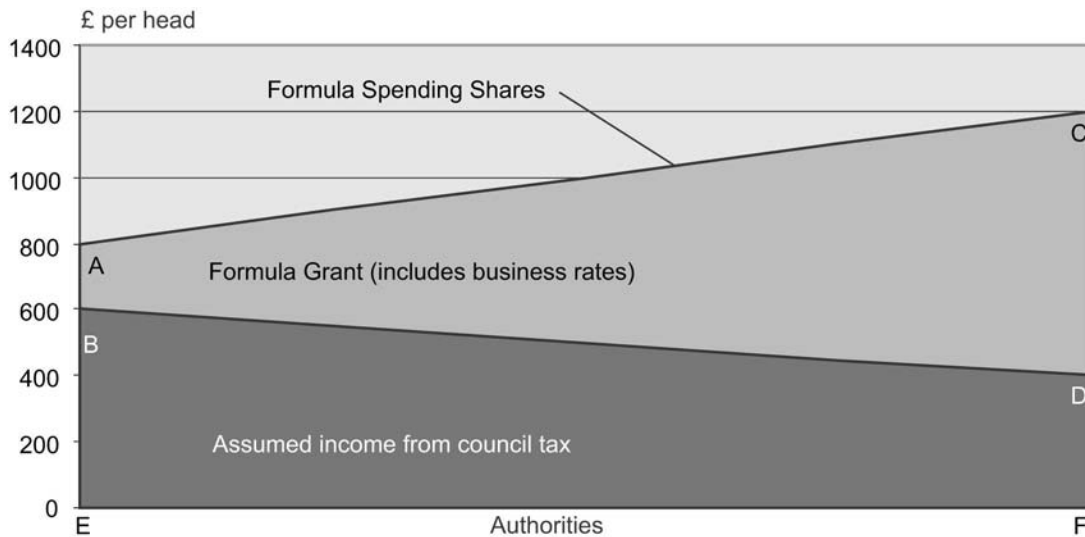 £ per head
1400
Formula Spending Shares
1200
C
1000
800
A
Formula Grant (includes business rates)
600
B
400
D
Assumed income from council tax
200
0
E
Authorities
F